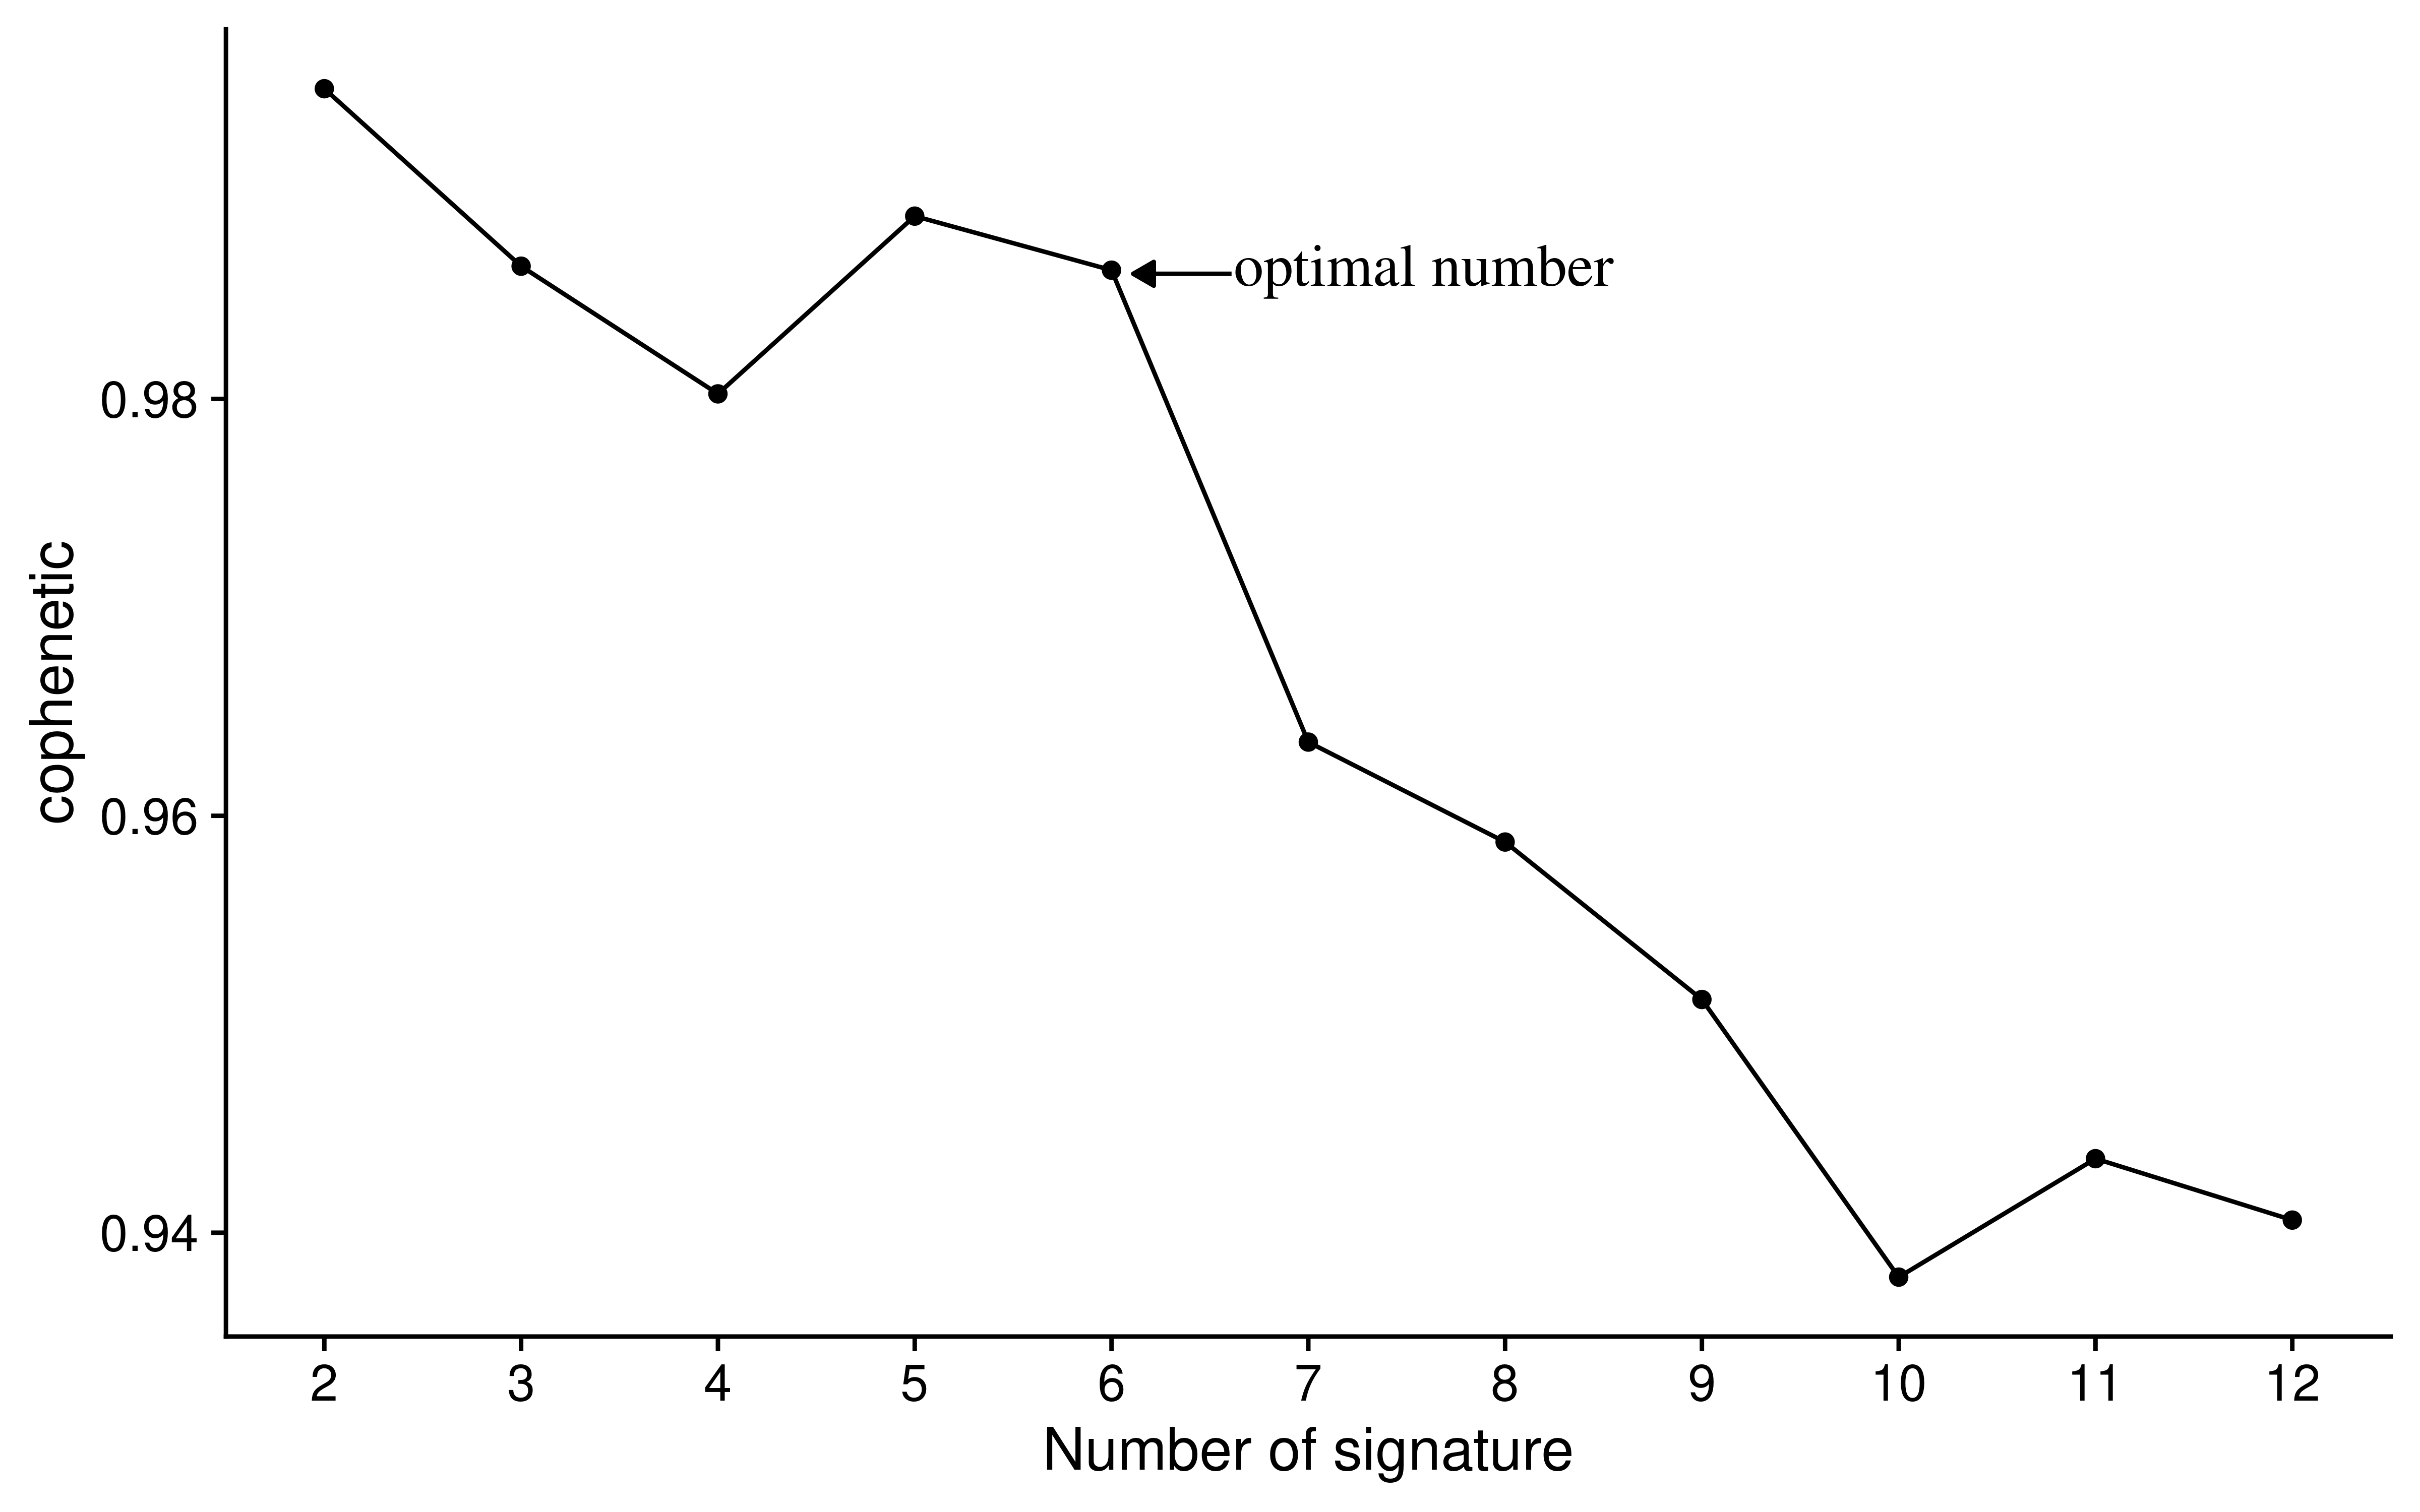 optimal number
cophenetic
0.98
0.96
0.94
2 3 4 5 6 7 8 9 10 11 12
Number of signature